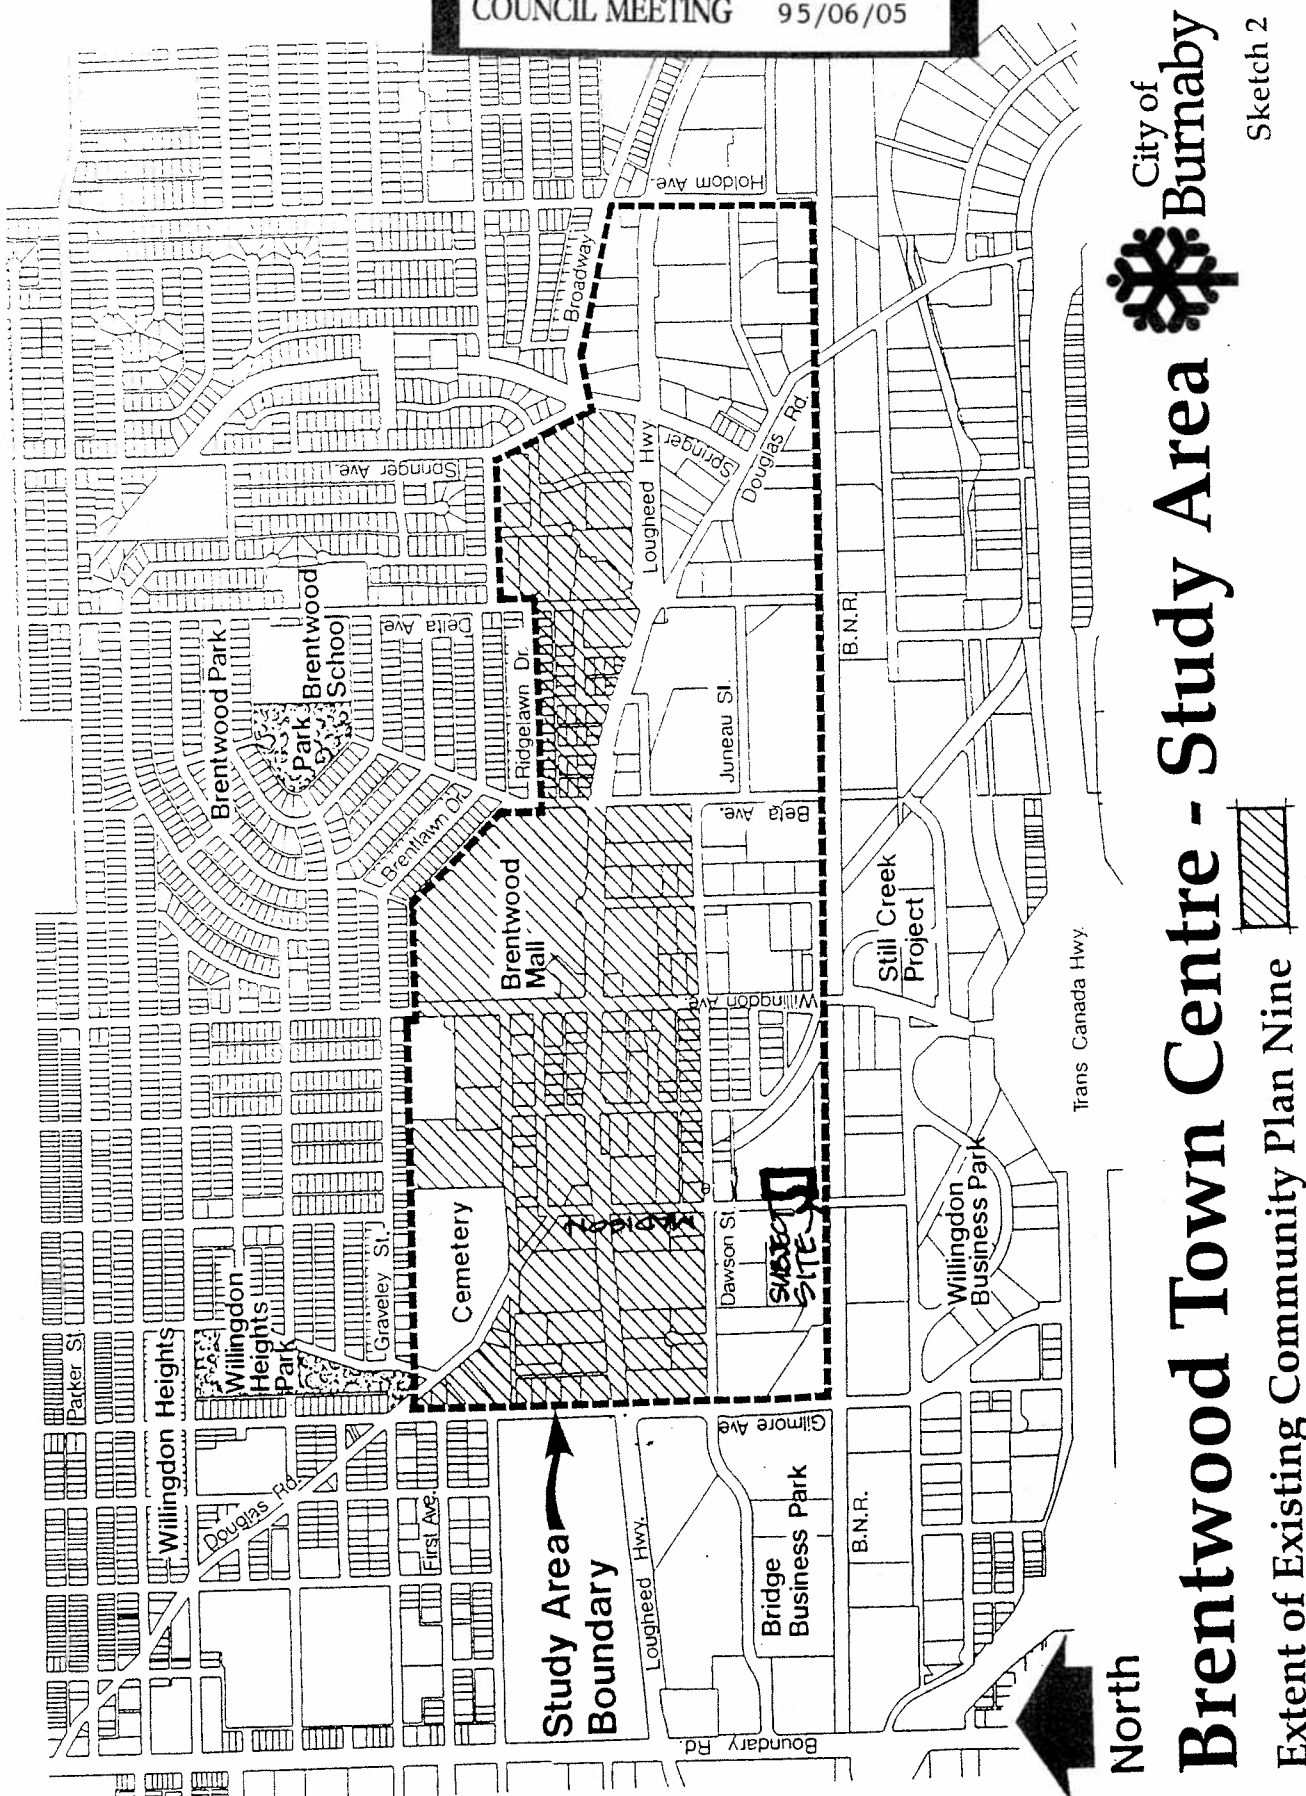 COUNCIL MEETING 95/06/05
Parker St
Willingdon Heights
Willingdon
Heights
Park
Graveley St.
Douglas Rd.
First Ave.
Brentwood Park
Park
Brentwood
School
Springer Ave.
Delta Ave
Ridgelawn Dr.
Brentlawn Dr.
Broadway
Holdom Ave
Cemetery
Brentwood
Mall
Lougheed Hwy
Springer
Douglas Rd.
Study Area
Boundary
Lougheed Hwy.
Gilmore Ave
Dawson St
Willingdon Ave
Beta Ave.
Juneau St.
SUBJECT
SITE
Bridge
Business Park
B.N.R.
B.N.R.
Boundary Rd.
Still Creek
Project
Willingdon
Business Park
Trans Canada Hwy.
North
City of
Burnaby
Brentwood Town Centre - Study Area
Extent of Existing Community Plan Nine
Sketch 2